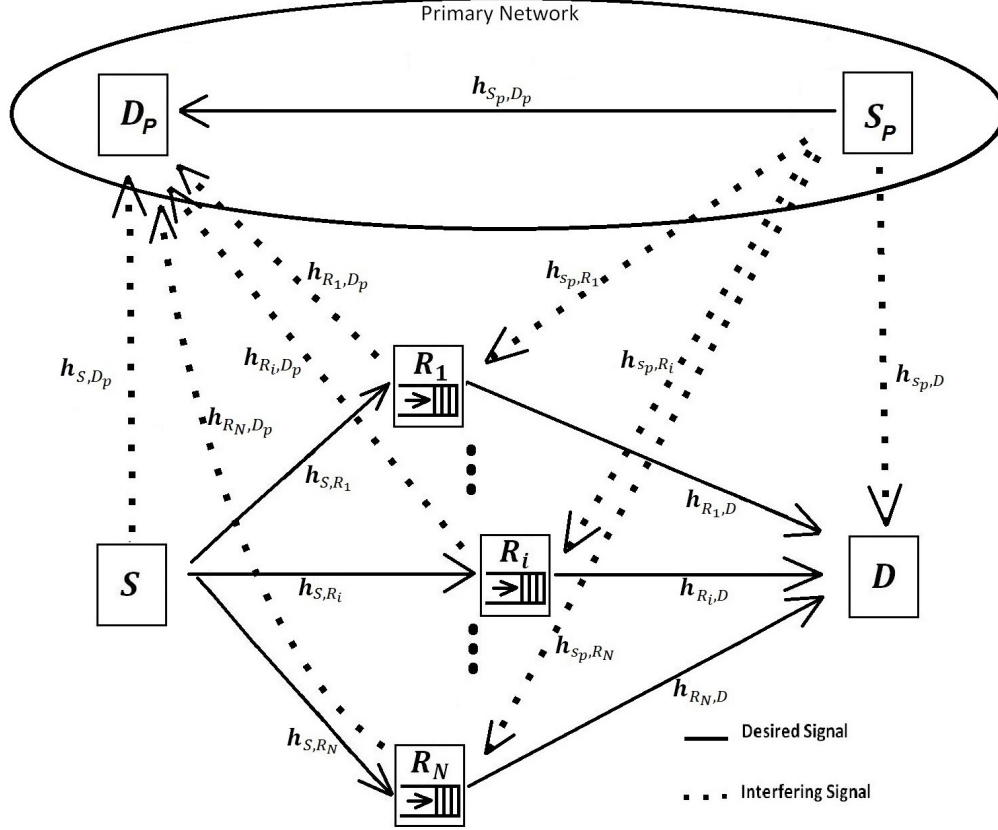 Primary Network
h_{S_p,D_p}
D_P
S_P
h_{R_1,D_p}
h_{s_p,R_1}
h_{S,D_p}
h_{R_i,D_p}
h_{s_p,R_i}
h_{s_p,D}
R_1
h_{R_N,D_p}
h_{S,R_1}
h_{R_1,D}
R_i
S
D
h_{S,R_i}
h_{R_i,D}
h_{s_p,R_N}
h_{R_N,D}
h_{S,R_N}
Desired Signal
R_N
Interfering Signal